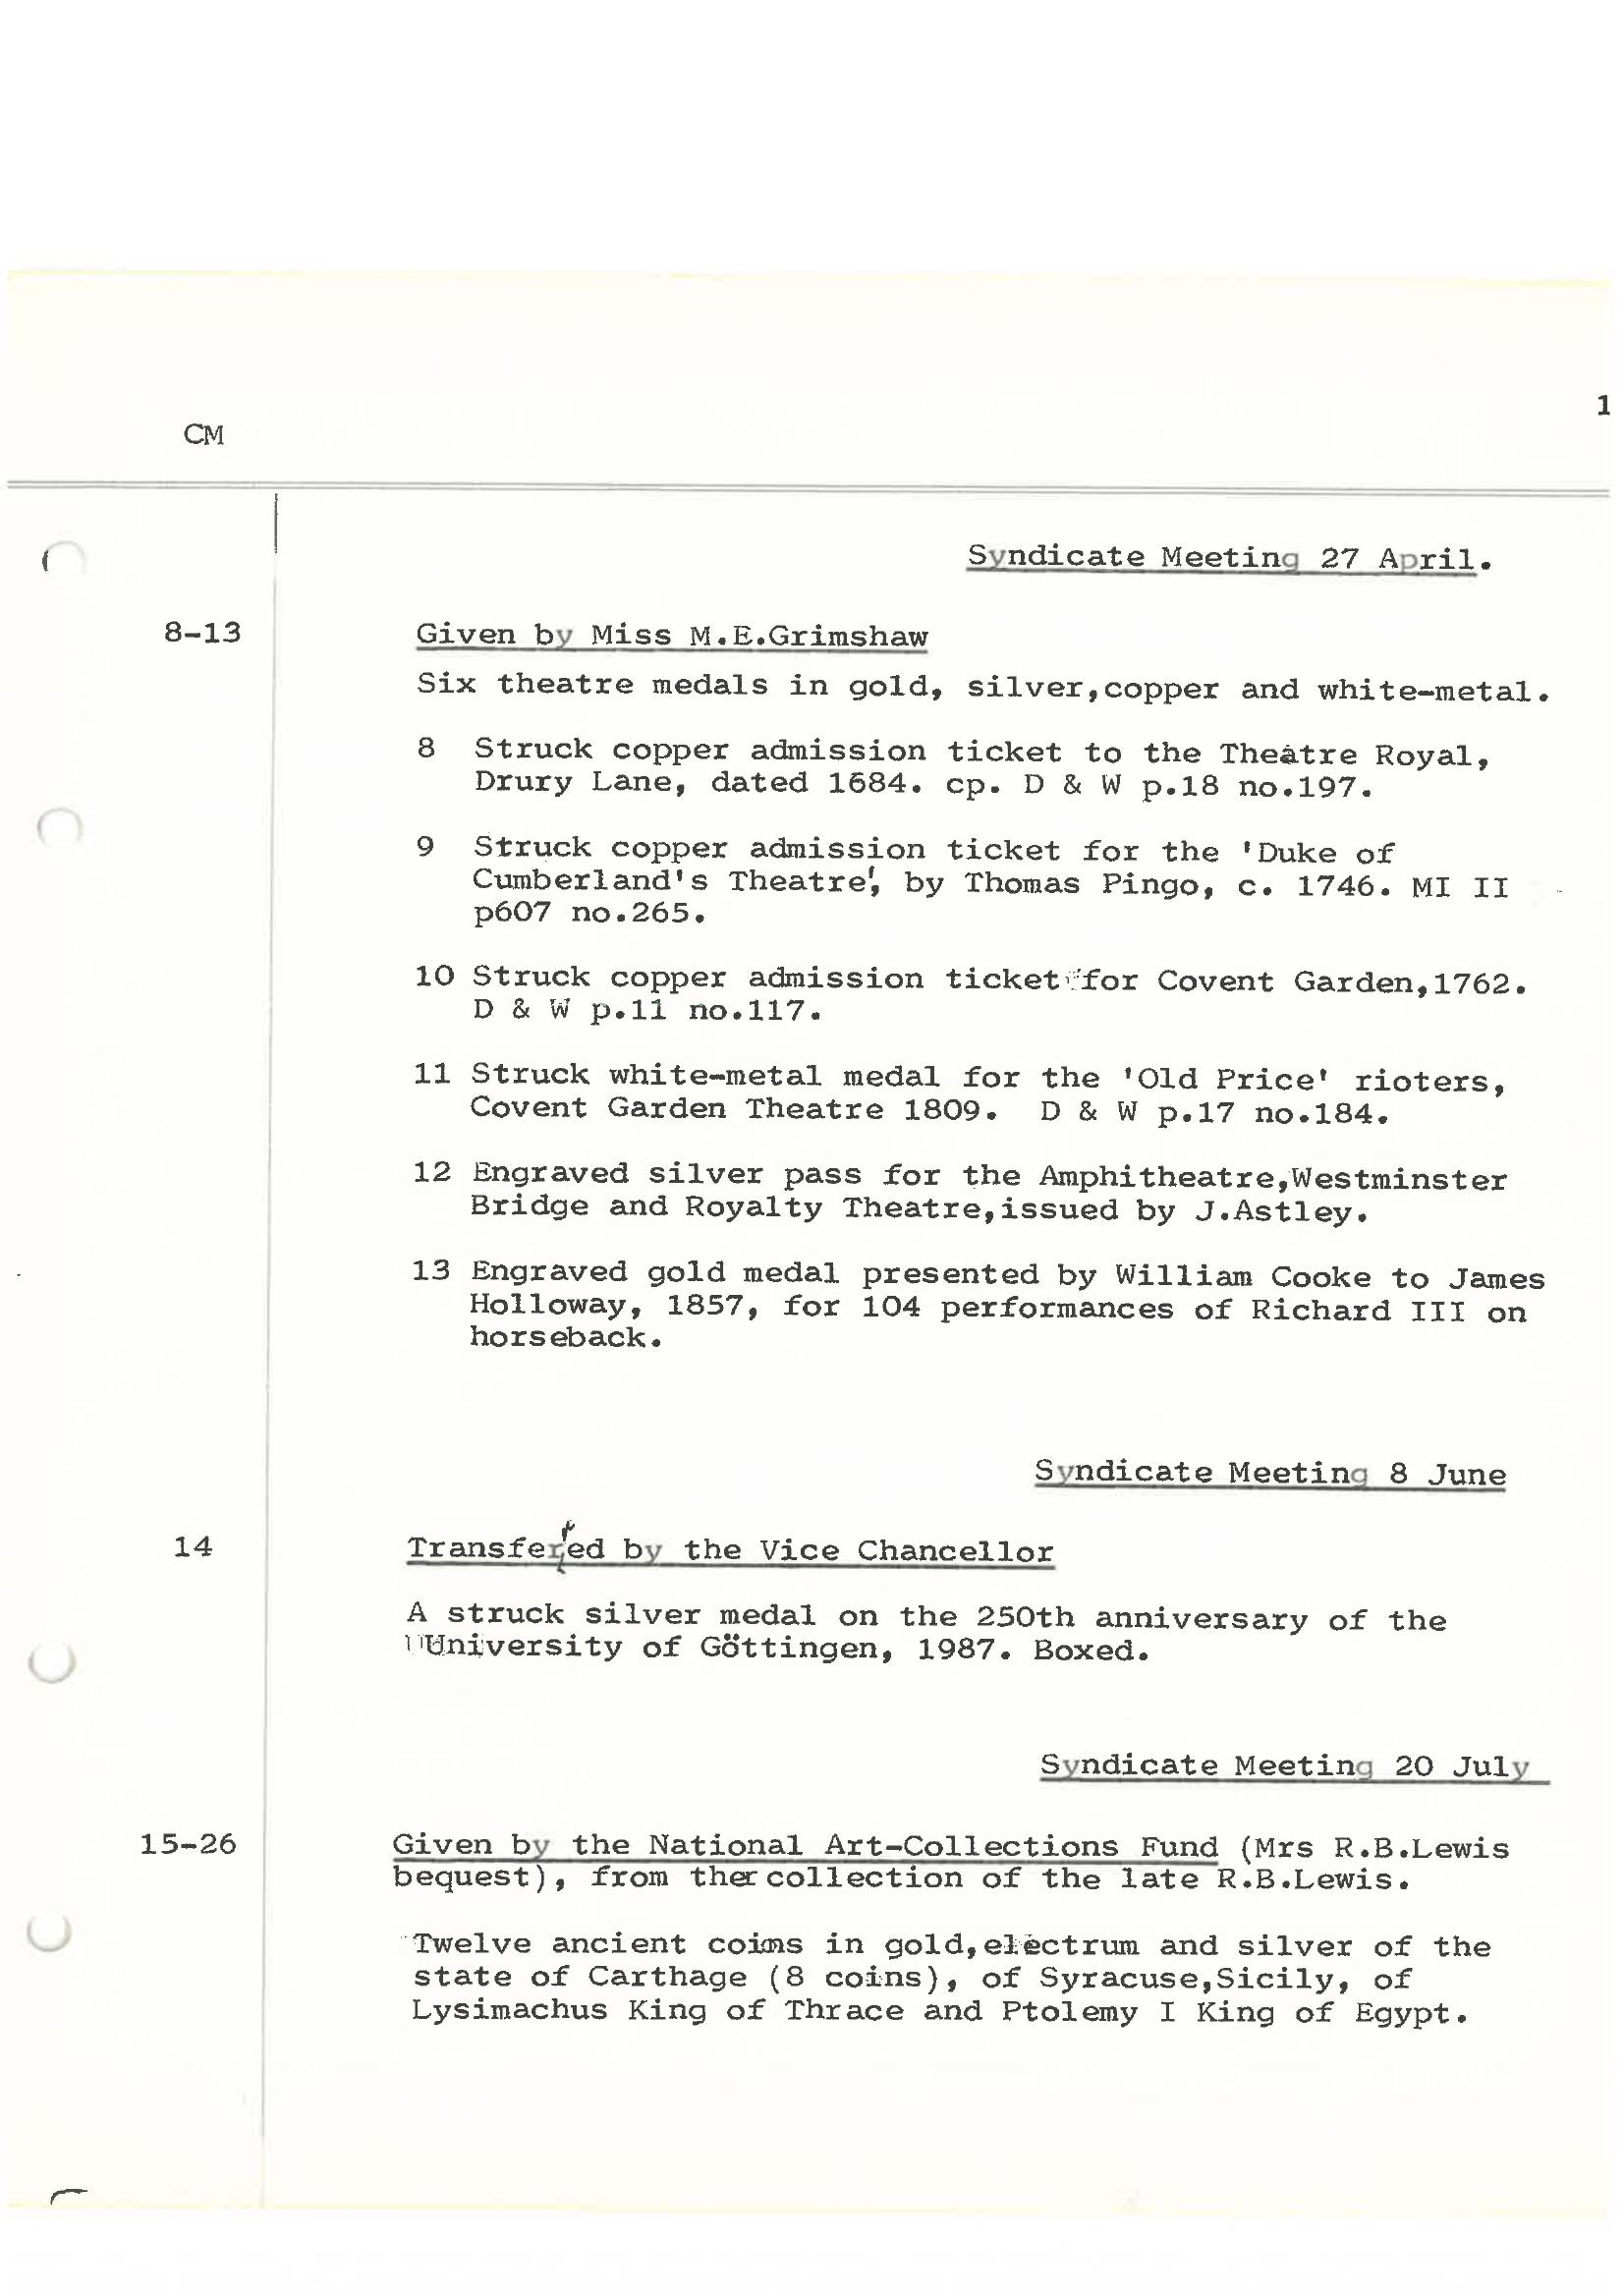 1
CM
Syndicate Meeting 27 April.
8-13 Given by Miss M.E.Grimshaw
Six theatre medals in gold, silver,copper and white-metal.
8 Struck copper admission ticket to the Theatre Royal,
Drury Lane, dated 1684. cp. D & W p.18 no.197.
9 Struck copper admission ticket for the 'Duke of
Cumberland's Theatre', by Thomas Pingo, c. 1746. MI II
p607 no.265.
10 Struck copper admission ticket for Covent Garden,1762.
D & W p.11 no.117.
11 Struck white-metal medal for the 'Old Price' rioters,
Covent Garden Theatre 1809. D & W p.17 no.184.
12 Engraved silver pass for the Amphitheatre,Westminster
Bridge and Royalty Theatre,issued by J.Astley.
13 Engraved gold medal presented by William Cooke to James
Holloway, 1857, for 104 performances of Richard III on
horseback.
Syndicate Meeting 8 June
14 Transferred by the Vice Chancellor
A struck silver medal on the 250th anniversary of the
University of Göttingen, 1987. Boxed.
Syndicate Meeting 20 July
15-26 Given by the National Art-Collections Fund (Mrs R.B.Lewis
bequest), from the collection of the late R.B.Lewis.
Twelve ancient coins in gold,electrum and silver of the
state of Carthage (8 coins), of Syracuse,Sicily, of
Lysimachus King of Thrace and Ptolemy I King of Egypt.